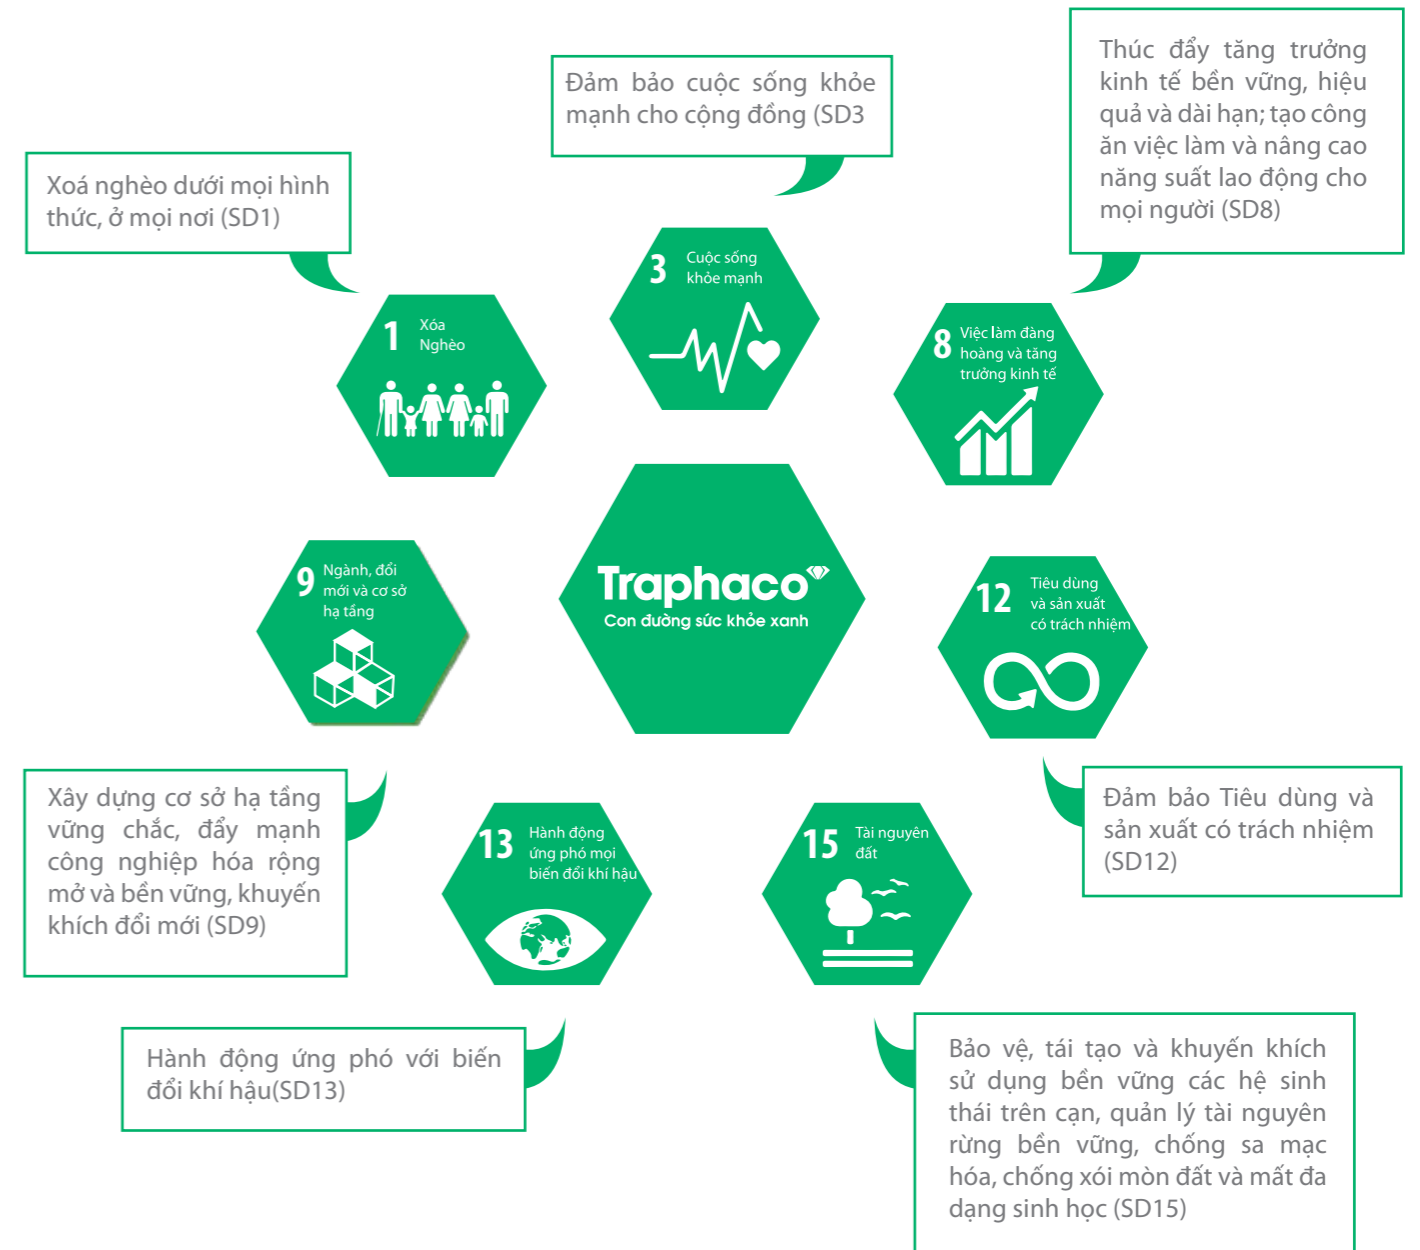 Đảm bảo cuộc sống khỏe
mạnh cho cộng đồng (SD3
Thúc đẩy tăng trưởng
kinh tế bền vững, hiệu
quả và dài hạn; tạo công
ăn việc làm và nâng cao
năng suất lao động cho
mọi người (SD8)
Xoá nghèo dưới mọi hình
thức, ở mọi nơi (SD1)
1
Xóa
Nghèo
3
Cuộc sống
khỏe mạnh
8
Việc làm đàng
hoàng và tăng
trưởng kinh tế
9
Ngành, đổi
mới và cơ sở
hạ tầng
Traphaco
Con đường sức khỏe xanh
12
Tiêu dùng
và sản xuất
có trách nhiệm
Xây dựng cơ sở hạ tầng
vững chắc, đẩy mạnh
công nghiệp hóa rộng
mở và bền vững, khuyến
khích đổi mới (SD9)
13
Hành động
ứng phó mọi
biến đổi khí hậu
15
Tài nguyên
đất
Đảm bảo Tiêu dùng và
sản xuất có trách nhiệm
(SD12)
Hành động ứng phó với biến
đổi khí hậu(SD13)
Bảo vệ, tái tạo và khuyến khích
sử dụng bền vững các hệ sinh
thái trên cạn, quản lý tài nguyên
rừng bền vững, chống sa mạc
hóa, chống xói mòn đất và mất đa
dạng sinh học (SD15)